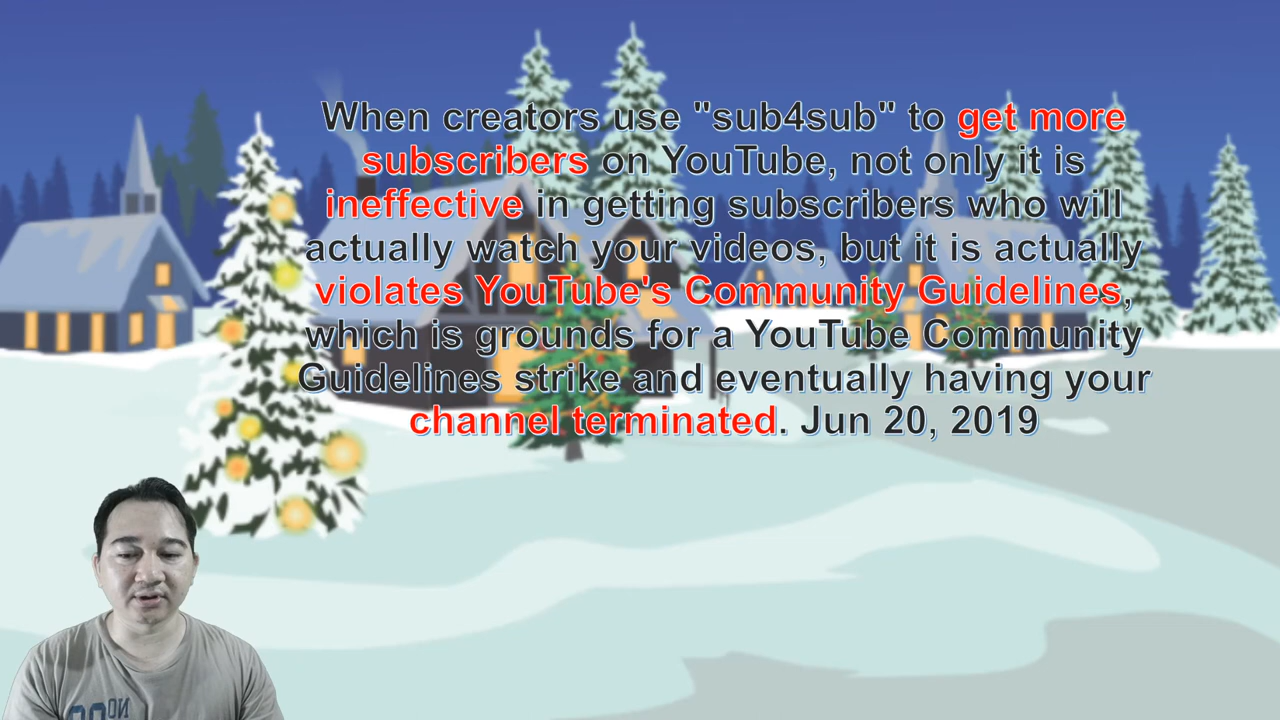 When creators use "sub4sub" to get more
subscribers on YouTube, not only it is
ineffective in getting subscribers who will
actually watch your videos, but it is actually
violates YouTube's Community Guidelines,
which is grounds for a YouTube Community
Guidelines strike and eventually having your
channel terminated. Jun 20, 2019